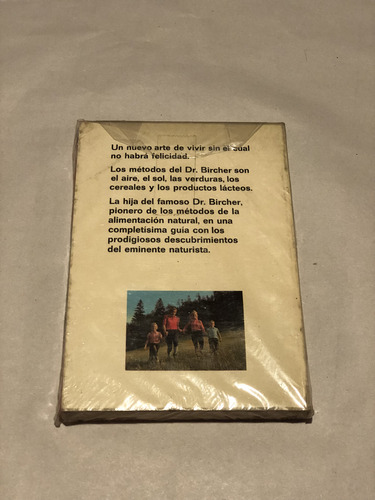 Un nuevo arte de vivir sin el cual
no habrá felicidad.
Los métodos del Dr. Bircher son
el aire, el sol, las verduras, los
cereales y los productos lácteos.
La hija del famoso Dr. Bircher,
pionero de los métodos de la
alimentación natural, en una
completísima guía con los
prodigiosos descubrimientos
del eminente naturista.